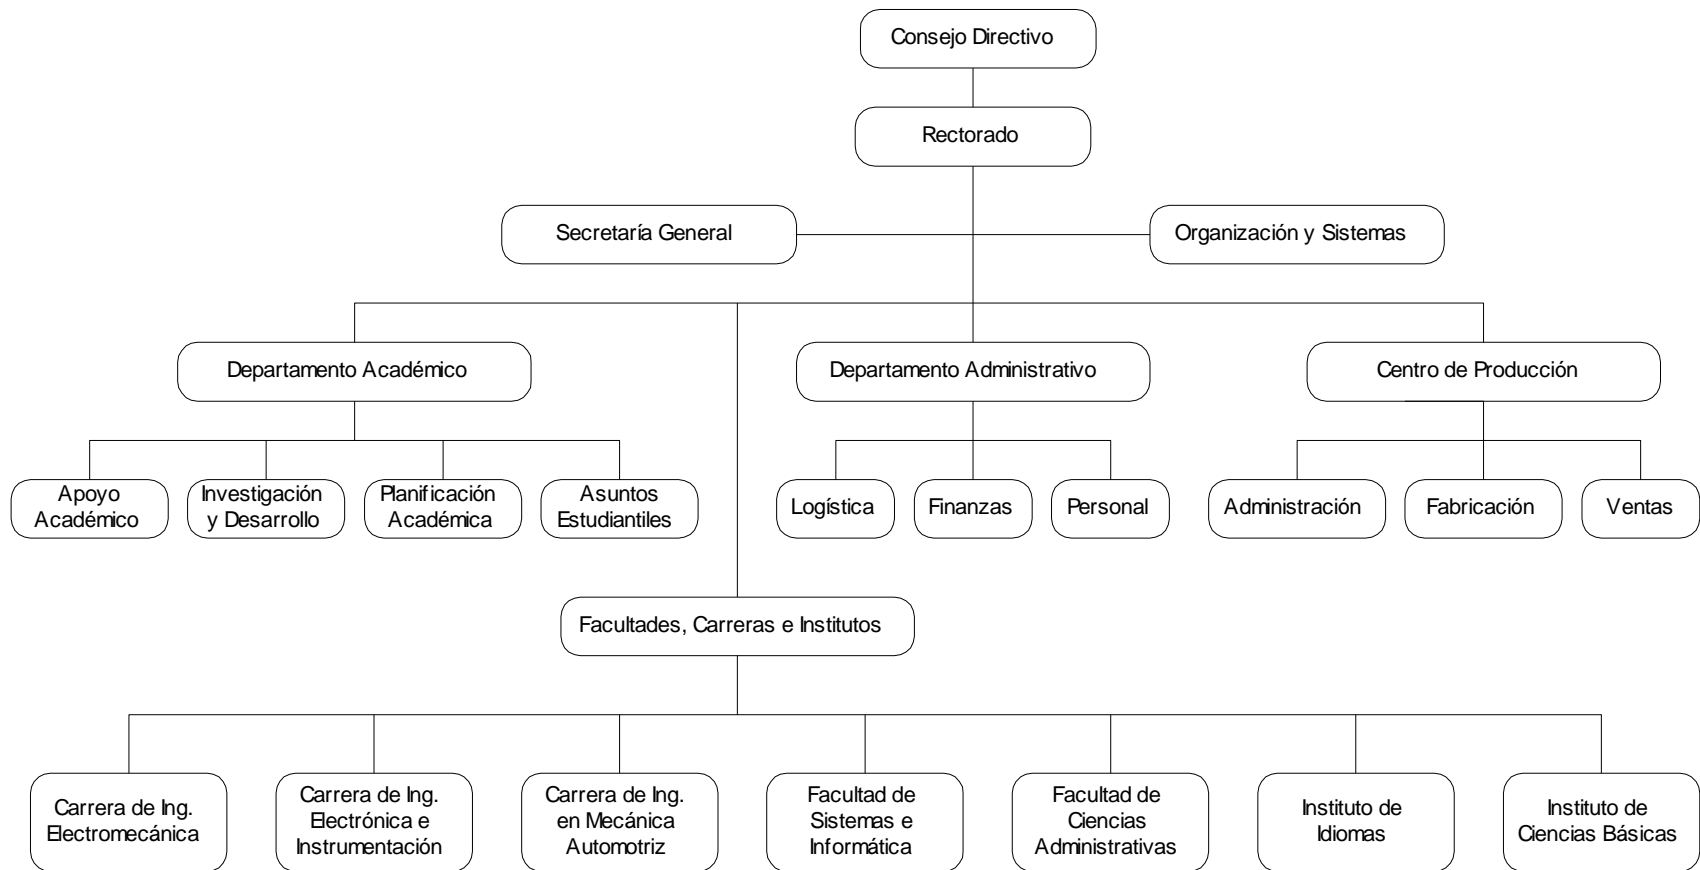 Consejo Directivo
Rectorado
Secretaría General
Organización y Sistemas
Departamento Académico
Departamento Administrativo
Centro de Producción
Apoyo
Académico
Investigación
y Desarrollo
Planificación
Académica
Asuntos
Estudiantiles
Logística
Finanzas
Personal
Administración
Fabricación
Ventas
Facultades, Carreras e Institutos
Carrera de Ing.
Electromecánica
Carrera de Ing.
Electrónica e
Instrumentación
Carrera de Ing.
en Mecánica
Automotriz
Facultad de
Sistemas e
Informática
Facultad de
Ciencias
Administrativas
Instituto de
Idiomas
Instituto de
Ciencias Básicas